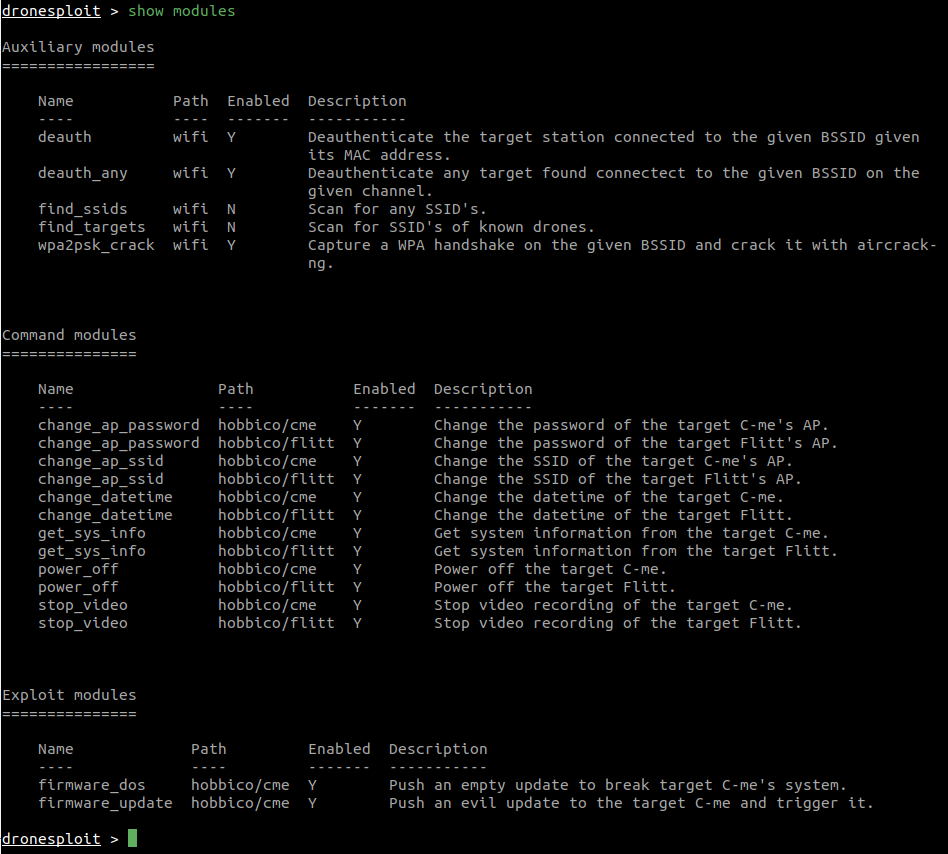 dronesploit > show modules
Auxiliary modules
=================
Name Path Enabled Description
---- ---- ------- -----------
deauth wifi Y Deauthenticate the target station connected to the given BSSID given
its MAC address.
deauth_any wifi Y Deauthenticate any target found connectect to the given BSSID on the
given channel.
find_ssids wifi N Scan for any SSID's.
find_targets wifi N Scan for SSID's of known drones.
wpa2psk_crack wifi Y Capture a WPA handshake on the given BSSID and crack it with aircrack-
ng.
Command modules
===============
Name Path Enabled Description
---- ---- ------- -----------
change_ap_password hobbico/cme Y Change the password of the target C-me's AP.
change_ap_password hobbico/flitt Y Change the password of the target Flitt's AP.
change_ap_ssid hobbico/cme Y Change the SSID of the target C-me's AP.
change_ap_ssid hobbico/flitt Y Change the SSID of the target Flitt's AP.
change_datetime hobbico/cme Y Change the datetime of the target C-me.
change_datetime hobbico/flitt Y Change the datetime of the target Flitt.
get_sys_info hobbico/cme Y Get system information from the target C-me.
get_sys_info hobbico/flitt Y Get system information from the target Flitt.
power_off hobbico/cme Y Power off the target C-me.
power_off hobbico/flitt Y Power off the target Flitt.
stop_video hobbico/cme Y Stop video recording of the target C-me.
stop_video hobbico/flitt Y Stop video recording of the target Flitt.
Exploit modules
===============
Name Path Enabled Description
---- ---- ------- -----------
firmware_dos hobbico/cme Y Push an empty update to break target C-me's system.
firmware_update hobbico/cme Y Push an evil update to the target C-me and trigger it.
dronesploit >